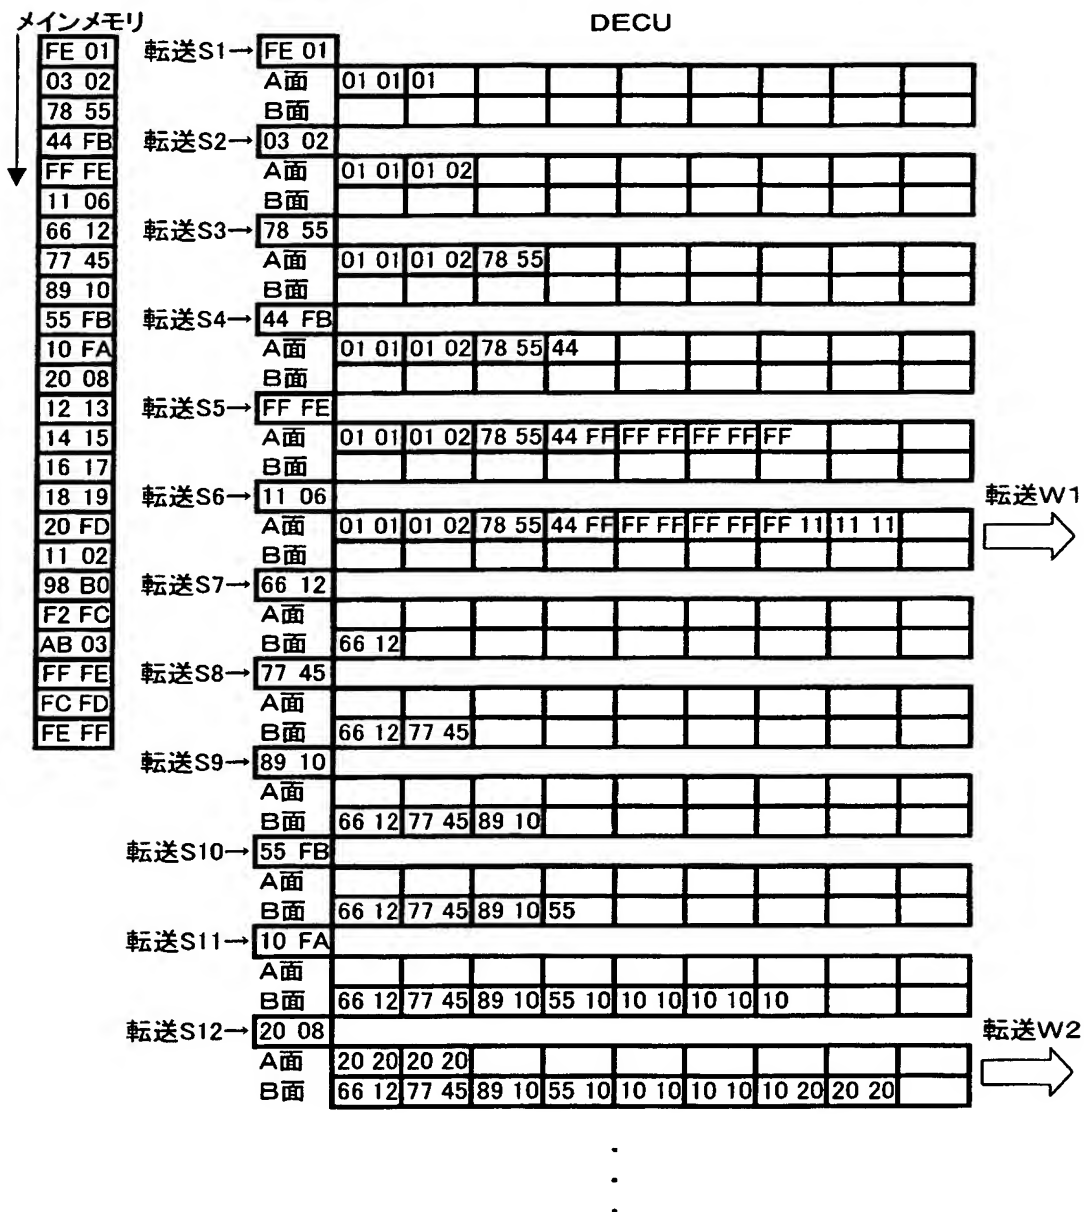 メインメモリ
DECU
FE 01
03 02
78 55
44 FB
FF FE
11 06
66 12
77 45
89 10
55 FB
10 FA
20 08
12 13
14 15
16 17
18 19
20 FD
11 02
98 B0
F2 FC
AB 03
FF FE
FC FD
FE FF
転送S1→ FE 01
A面 01 01 01
B面
転送S2→ 03 02
A面 01 01 01 02
B面
転送S3→ 78 55
A面 01 01 01 02 78 55
B面
転送S4→ 44 FB
A面 01 01 01 02 78 55 44
B面
転送S5→ FF FE
A面 01 01 01 02 78 55 44 FF FF FF FF FF FF
B面
転送S6→ 11 06
A面 01 01 01 02 78 55 44 FF FF FF FF FF FF 11 11 11
B面
転送W1
転送S7→ 66 12
A面
B面 66 12
転送S8→ 77 45
A面
B面 66 12 77 45
転送S9→ 89 10
A面
B面 66 12 77 45 89 10
転送S10→ 55 FB
A面
B面 66 12 77 45 89 10 55
転送S11→ 10 FA
A面
B面 66 12 77 45 89 10 55 10 10 10 10 10 10
転送S12→ 20 08
A面 20 20 20 20
B面 66 12 77 45 89 10 55 10 10 10 10 10 10 20 20 20
転送W2